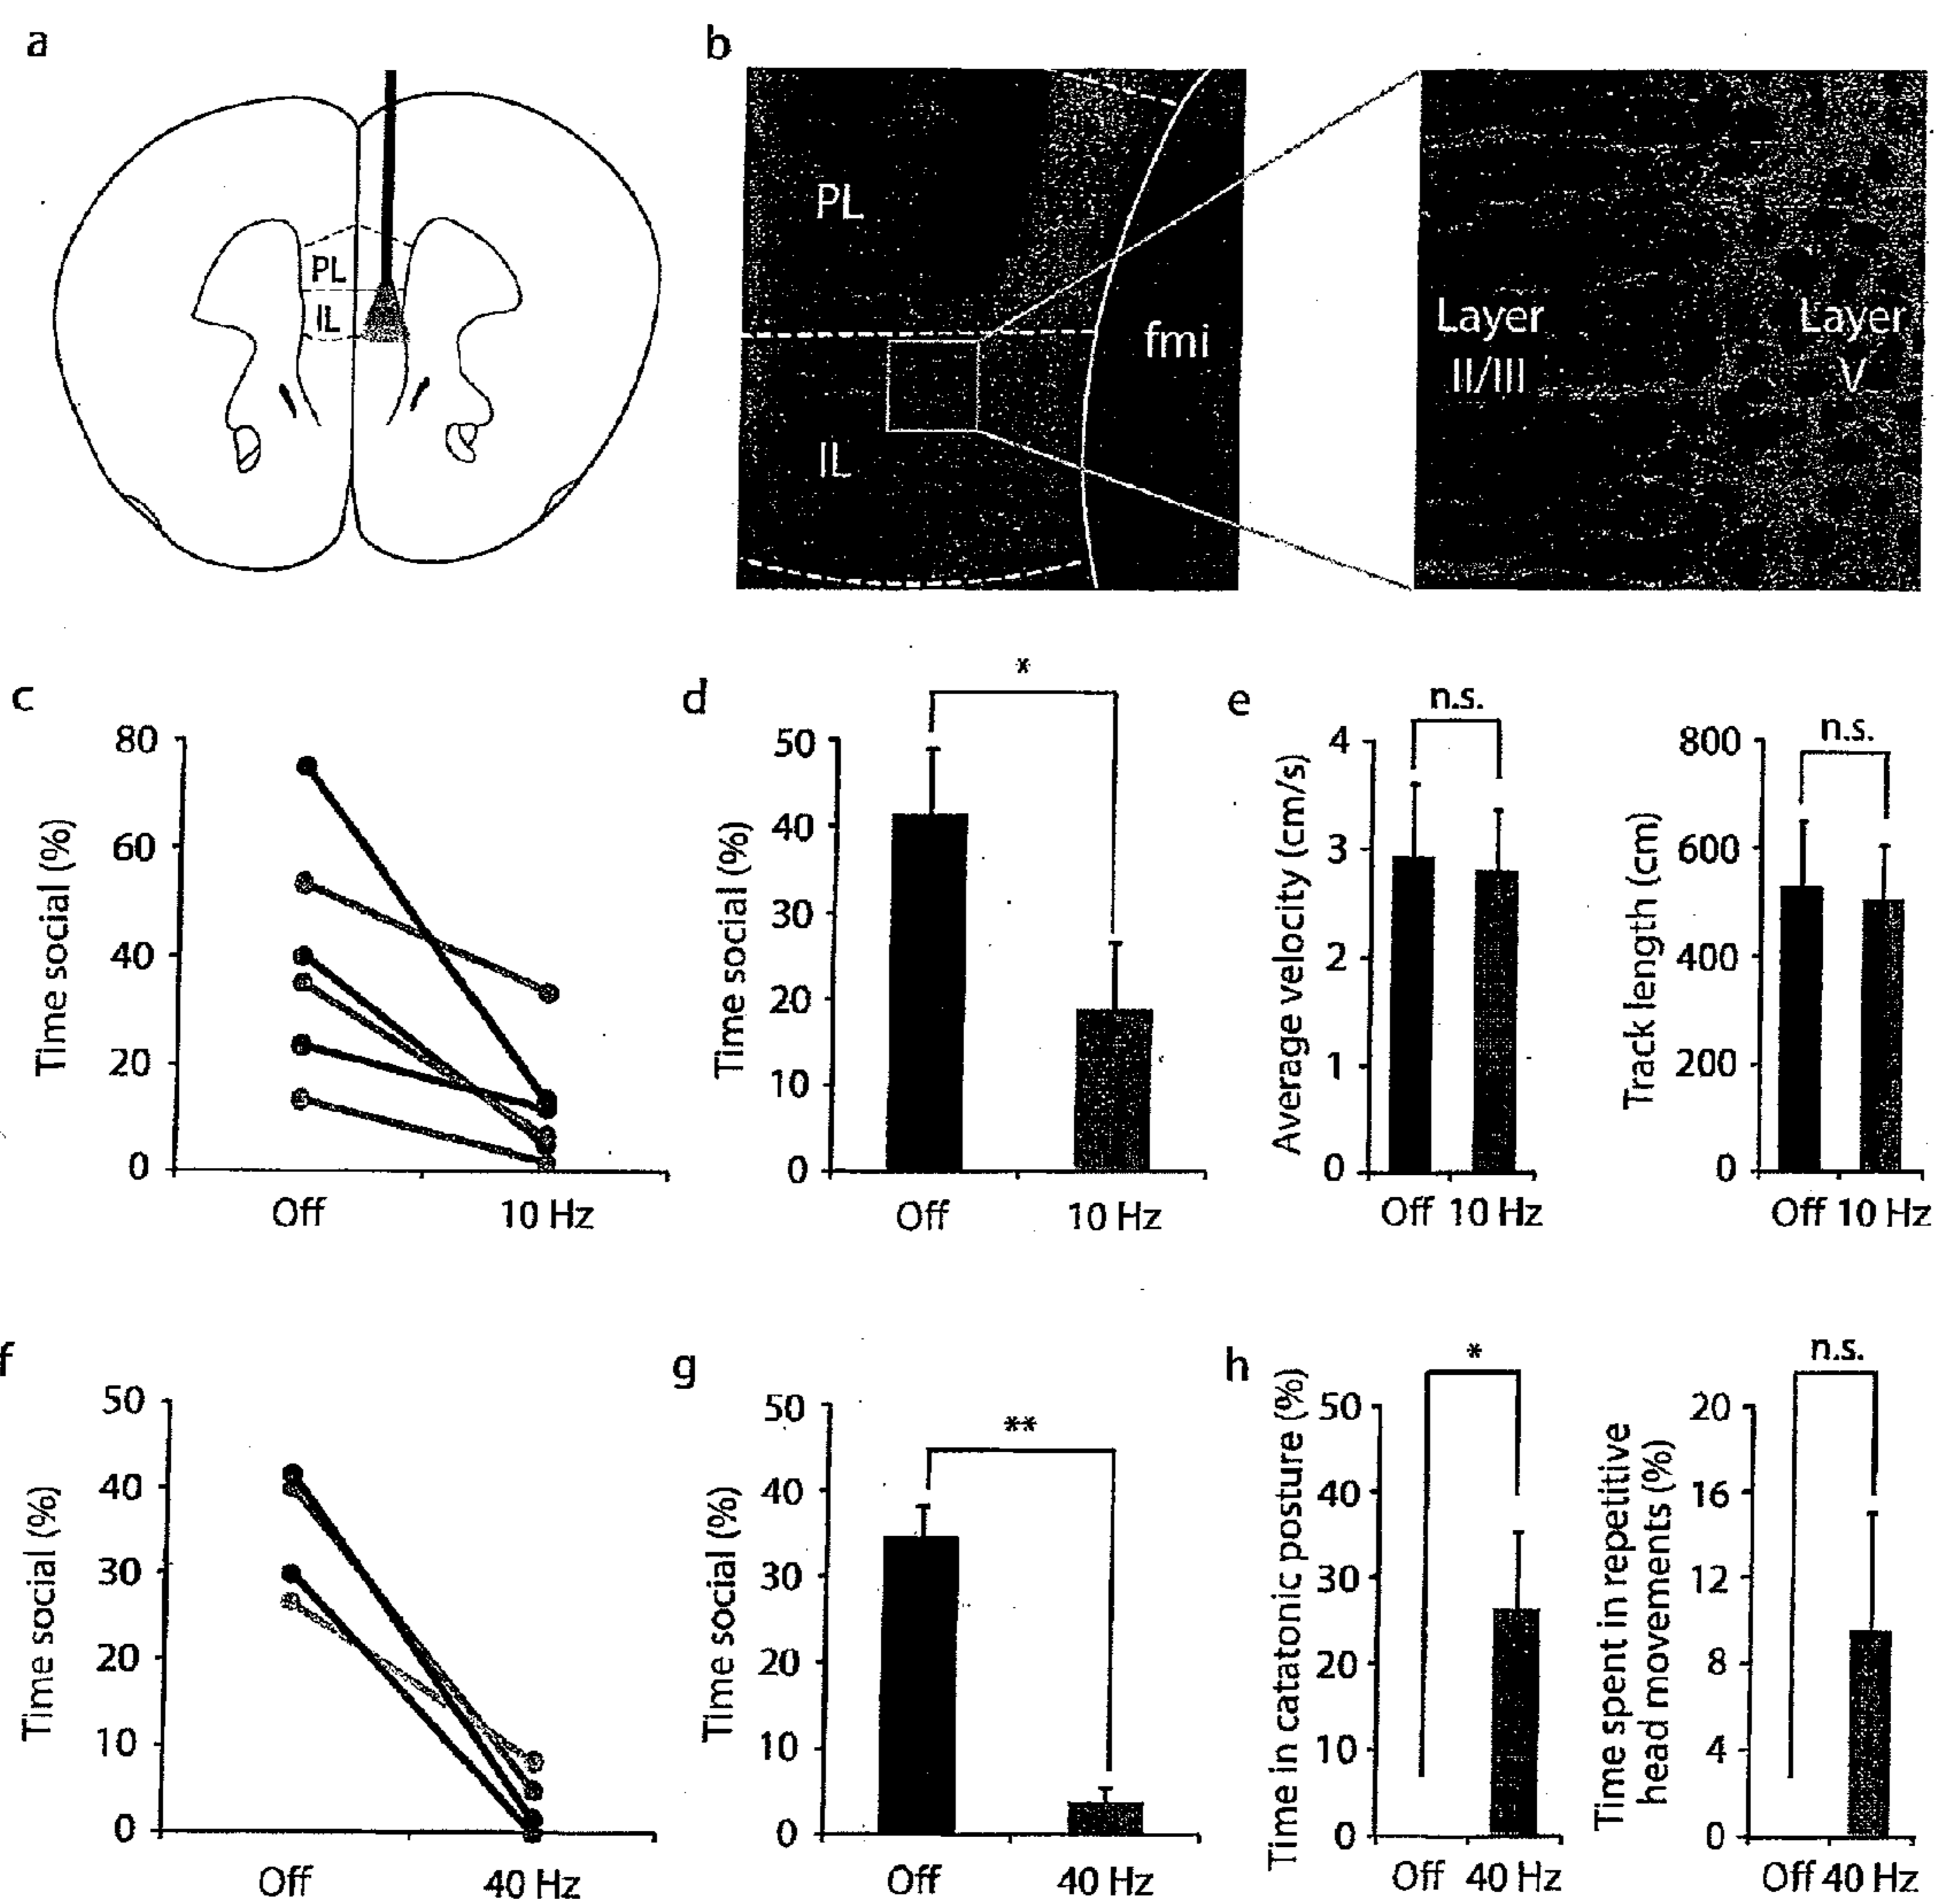 a
PL
IL
b
PL
IL
fmi
Layer
II/III
Layer
V
c
Time social (%)
80
60
40
20
0
Off
10 Hz
d
*
Time social (%)
50
40
30
20
10
0
Off
10 Hz
e
n.s.
Average velocity (cm/s)
4
3
2
1
0
Off 10 Hz
n.s.
Track length (cm)
800
600
400
200
0
Off 10 Hz
f
Time social (%)
50
40
30
20
10
0
Off
40 Hz
g
**
Time social (%)
50
40
30
20
10
0
Off
40 Hz
h
*
Time in catatonic posture (%)
50
40
30
20
10
0
Off 40 Hz
n.s.
Time spent in repetitive
head movements (%)
20
16
12
8
4
0
Off 40 Hz